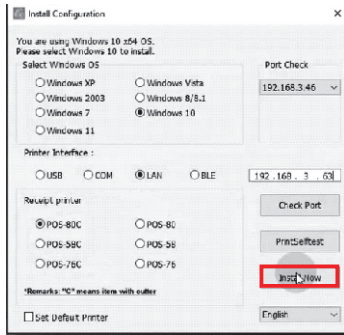 Install Configuration
You are using Windows 10 x64 OS.
Please select Windows 10 to install.
Select Windows OS
Windows XP
Windows Vista
Windows 2003
Windows 8/8.1
Windows 7
Windows 10
Windows 11
Port Check
192.168.3.46
Printer Interface :
USB
COM
LAN
BLE
192 . 168 . 3 . 63
Receipt printer
POS-80C
POS-80
POS-58C
POS-58
POS-76C
POS-76
*Remarks: "C" means item with cutter
Check Port
PrintSelftest
Install Now
Set Default Printer
English